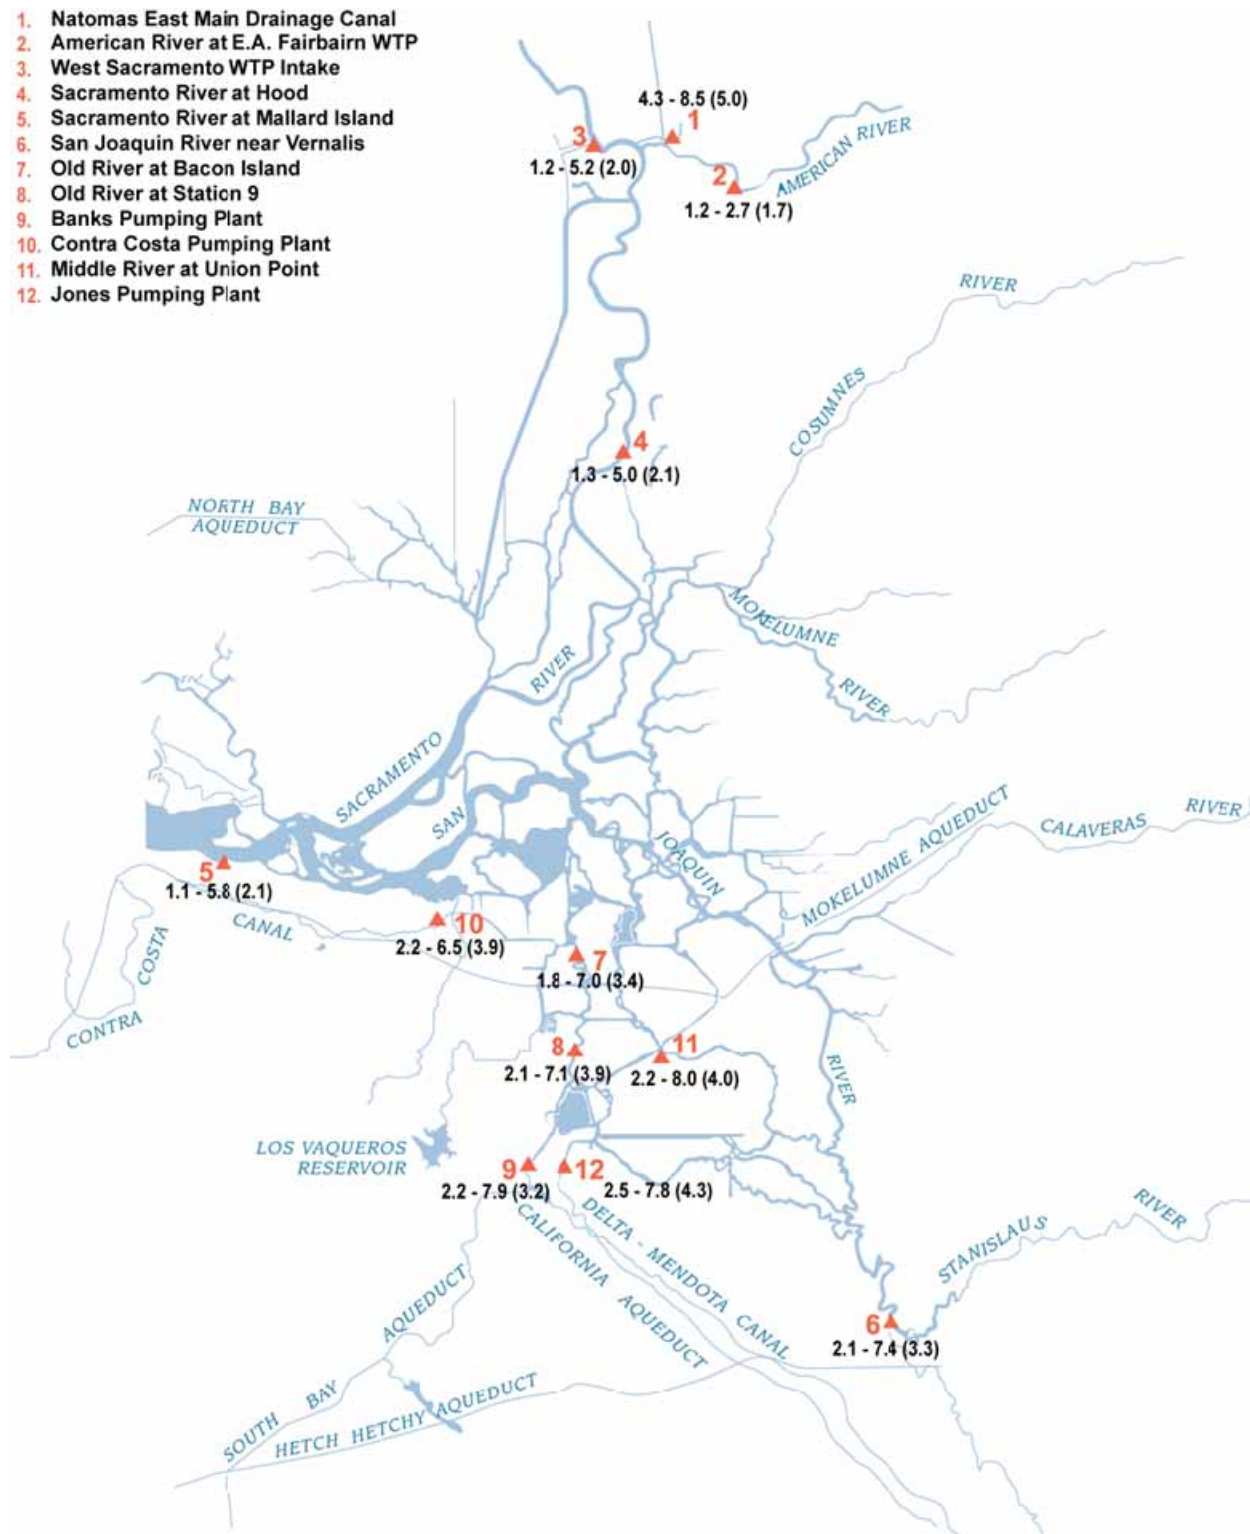 1. Natomas East Main Drainage Canal
2. American River at E.A. Fairbairn WTP
3. West Sacramento WTP Intake
4. Sacramento River at Hood
5. Sacramento River at Mallard Island
6. San Joaquin River near Vernalis
7. Old River at Bacon Island
8. Old River at Station 9
9. Banks Pumping Plant
10. Contra Costa Pumping Plant
11. Middle River at Union Point
12. Jones Pumping Plant
4.3 - 8.5 (5.0)
1
3
1.2 - 5.2 (2.0)
AMERICAN RIVER
2
1.2 - 2.7 (1.7)
RIVER
COSUMNES
4
1.3 - 5.0 (2.1)
NORTH BAY
AQUEDUCT
MOKELUMNE
RIVER
RIVER
SACRAMENTO
SAN
JOAQUIN
MOKELUMNE AQUEDUCT
CALAVERAS
RIVER
5
1.1 - 5.8 (2.1)
CANAL
COSTA
CONTRA
10
2.2 - 6.5 (3.9)
7
1.8 - 7.0 (3.4)
8
2.1 - 7.1 (3.9)
11
2.2 - 8.0 (4.0)
RIVER
LOS VAQUEROS
RESERVOIR
9
2.2 - 7.9 (3.2)
12
2.5 - 7.8 (4.3)
CALIFORNIA AQUEDUCT
DELTA - MENDOTA CANAL
STANISLAUS
RIVER
6
2.1 - 7.4 (3.3)
SOUTH BAY AQUEDUCT
HETCH HETCHY AQUEDUCT